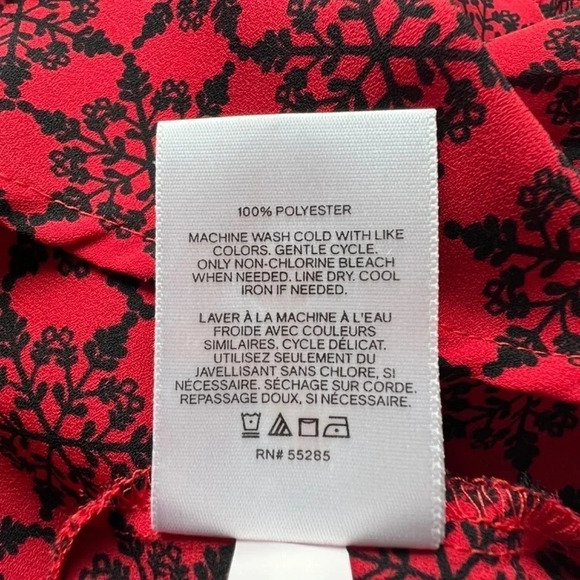 100% POLYESTER
MACHINE WASH COLD WITH LIKE
COLORS. GENTLE CYCLE.
ONLY NON-CHLORINE BLEACH
WHEN NEEDED. LINE DRY. COOL
IRON IF NEEDED.
LAVER À LA MACHINE À L'EAU
FROIDE AVEC COULEURS
SIMILAIRES. CYCLE DÉLICAT.
UTILISEZ SEULEMENT DU
JAVELLISANT SANS CHLORE, SI
NÉCESSAIRE. SÉCHAGE SUR CORDE.
REPASSAGE DOUX, SI NÉCESSAIRE.
RN# 55285